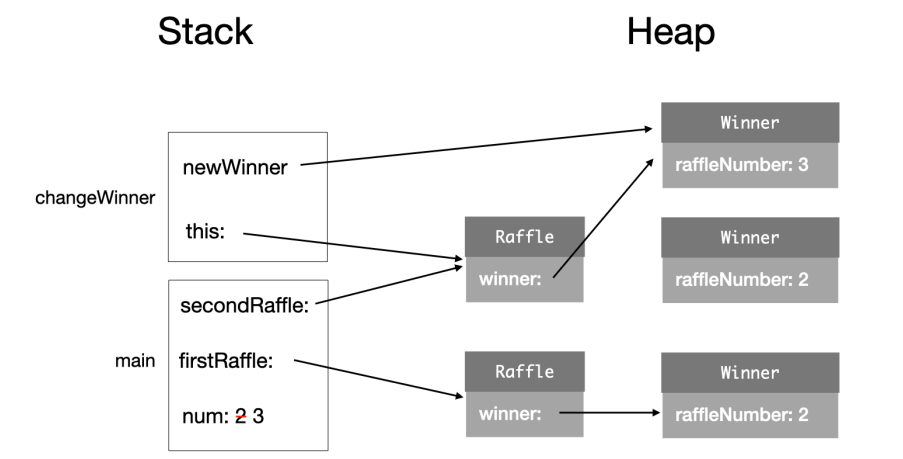 Stack
Heap
Winner
raffleNumber: 3
newWinner
changeWinner
this:
Raffle
winner:
Winner
raffleNumber: 2
secondRaffle:
main
firstRaffle:
num: 2 3
Raffle
winner:
Winner
raffleNumber: 2